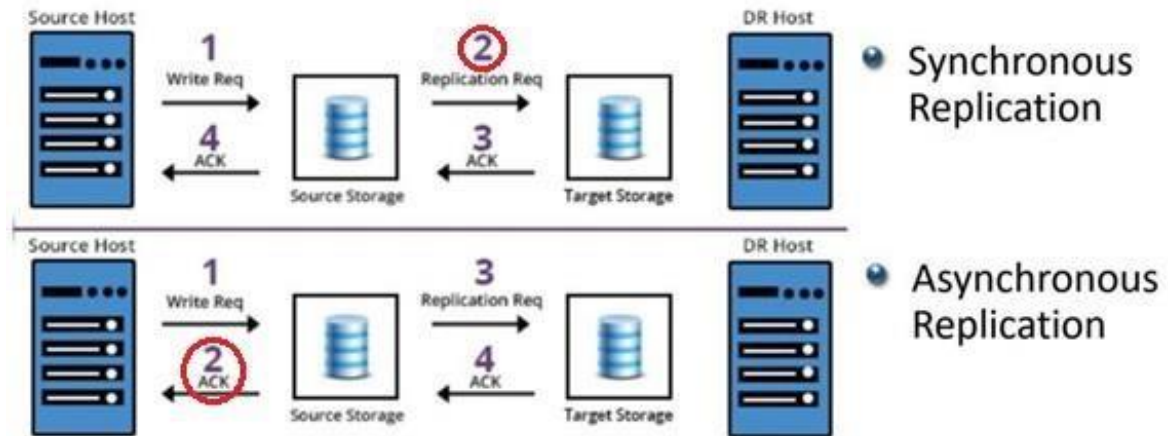 Source Host
DR Host
1
2
Write Req
Replication Req
4
3
ACK
ACK
Source Storage
Target Storage
Synchronous
Replication
Source Host
DR Host
1
3
Write Req
Replication Req
2
4
ACK
ACK
Source Storage
Target Storage
Asynchronous
Replication